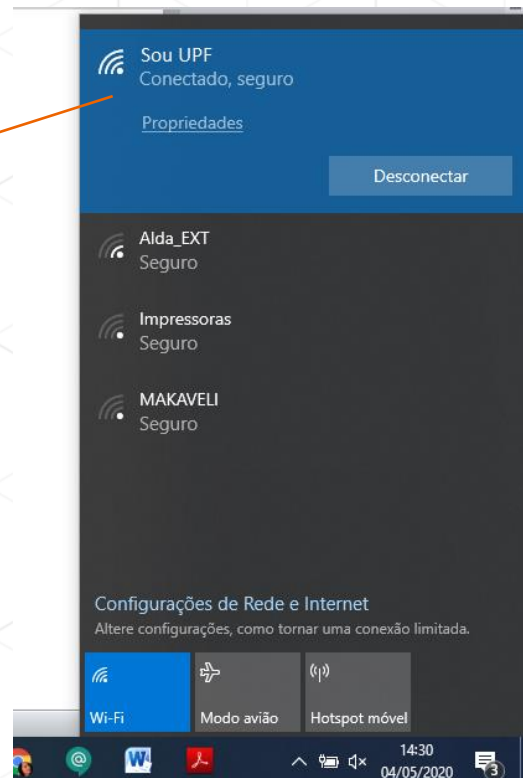 Sou UPF
Conectado, seguro
Propriedades
Desconectar
Alda_EXT
Seguro
Impressoras
Seguro
MAKAVELI
Seguro
Configurações de Rede e Internet
Altere configurações, como tornar uma conexão limitada.
Wi-Fi
Modo avião
Hotspot móvel
W
14:30
04/05/2020
3